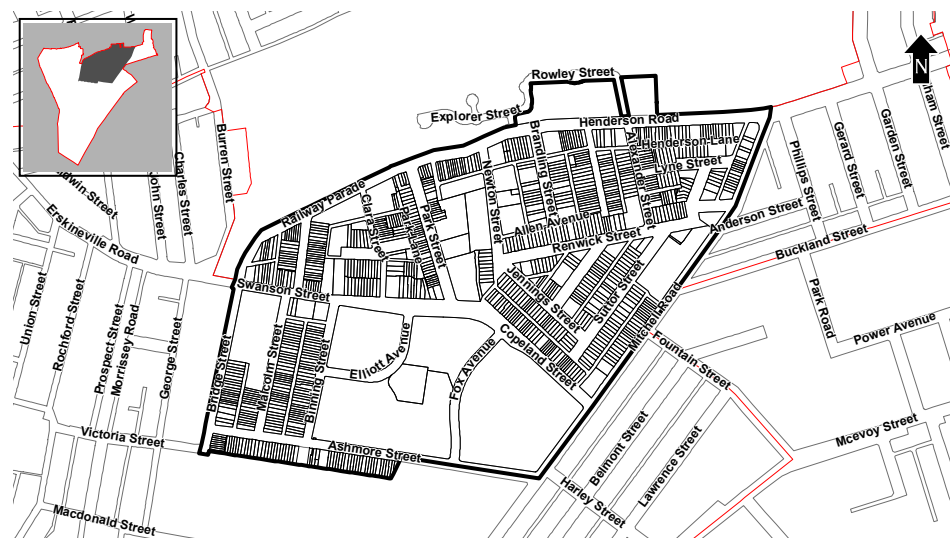 Rowley Street
Explorer Street
Henderson Road
N
Henderson Lane
Lyne Street
Alexander Street
Branding Street
Newton Street
Garden Street
Gerard Street
Phillips Street
Burren Street
Charles Street
John Street
Railway Parade
Clara Street
Park Lane
Park Street
Allen Avenue
Renwick Street
Anderson Street
Buckland Street
Erskineville Road
Swanson Street
Jennings Street
Suttor Street
Mitchell Road
Park Road
Power Avenue
Union Street
Rochford Street
Prospect Street
Morrissey Road
George Street
Bridge Street
Malcolm Street
Binning Street
Elliott Avenue
Fox Avenue
Copeland Street
Fountain Street
Victoria Street
Ashmore Street
Belmont Street
Lawrence Street
Mcevoy Street
Harley Street
Macdonald Street